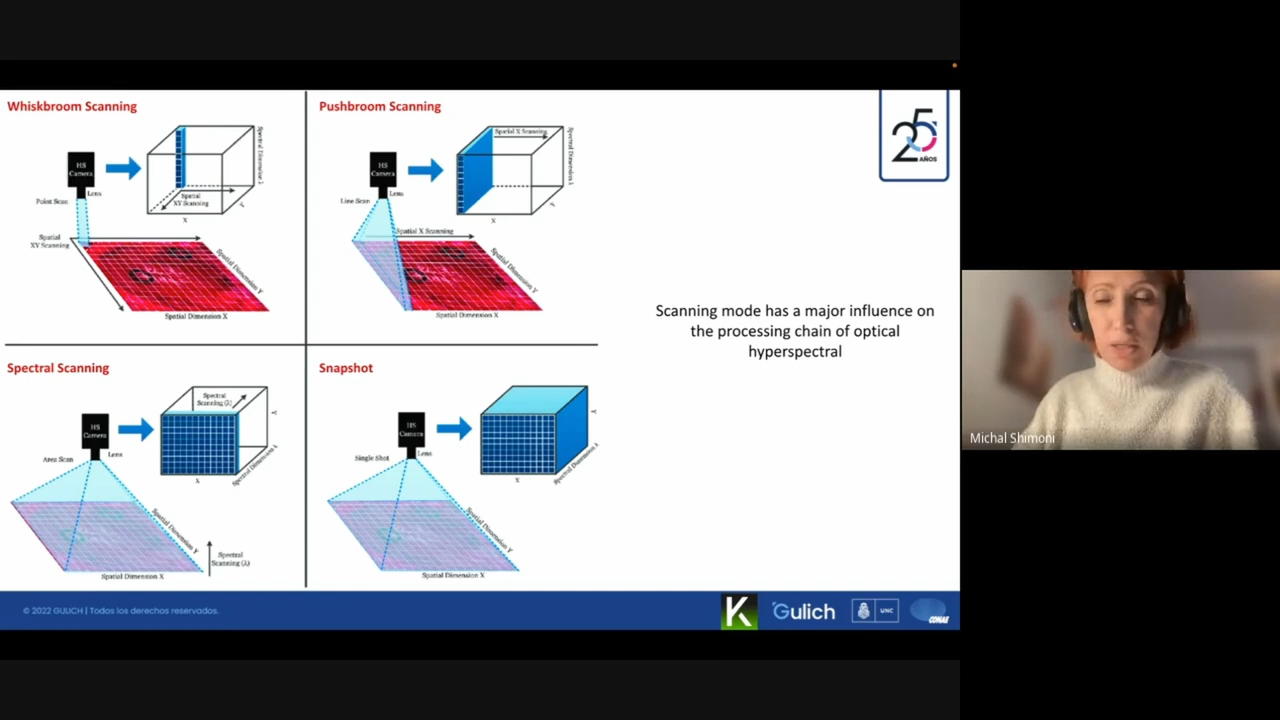 Whiskbroom Scanning
HS
Camera
Lens
Point Scan
Spatial
XY Scanning
Spatial
XY Scanning
X
Y
Spectral Dimension λ
Spatial Dimension Y
Spatial Dimension X
Pushbroom Scanning
HS
Camera
Lens
Line Scan
Spatial X Scanning
Spatial X Scanning
X
Y
Spectral Dimension λ
Spatial Dimension Y
Spatial Dimension X
Spectral Scanning
HS
Camera
Lens
Area Scan
Spectral
Scanning (λ)
X
Y
Spectral Dimension λ
Spatial Dimension Y
Spectral
Scanning (λ)
Spatial Dimension X
Snapshot
HS
Camera
Lens
Single Shot
X
Y
Spectral Dimension λ
Spatial Dimension Y
Spatial Dimension X
Scanning mode has a major influence on
the processing chain of optical
hyperspectral
25
AÑOS
Michal Shimoni
© 2022 GULICH | Todos los derechos reservados.
K
Gulich
UNC
CONAE